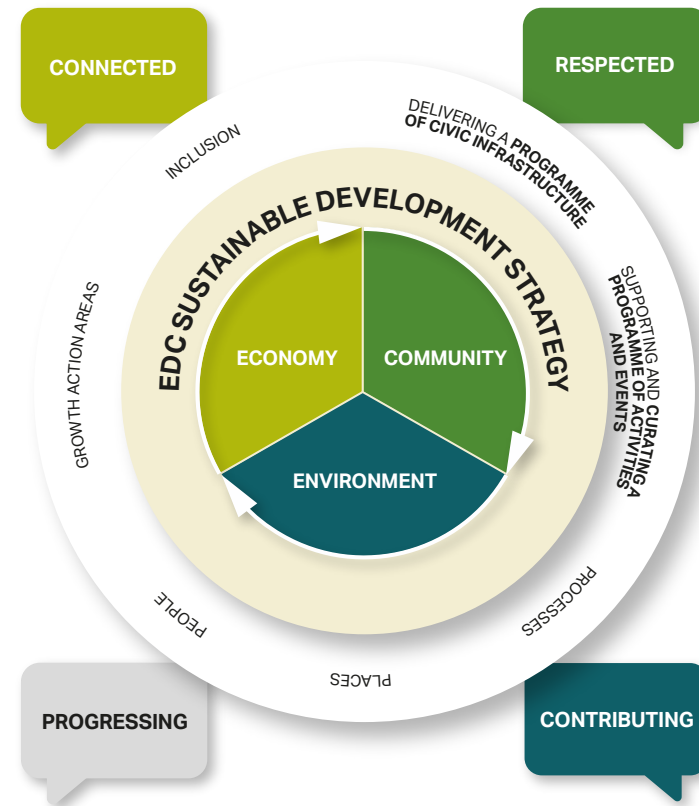 CONNECTED
RESPECTED
INCLUSION
DELIVERING A PROGRAMME
OF CIVIC INFRASTRUCTURE
EDC SUSTAINABLE DEVELOPMENT STRATEGY
GROWTH ACTION AREAS
SUPPORTING AND CURATING A
PROGRAMME OF ACTIVITIES
AND EVENTS
ECONOMY
COMMUNITY
ENVIRONMENT
PEOPLE
PLACES
PROCESSES
PROGRESSING
CONTRIBUTING